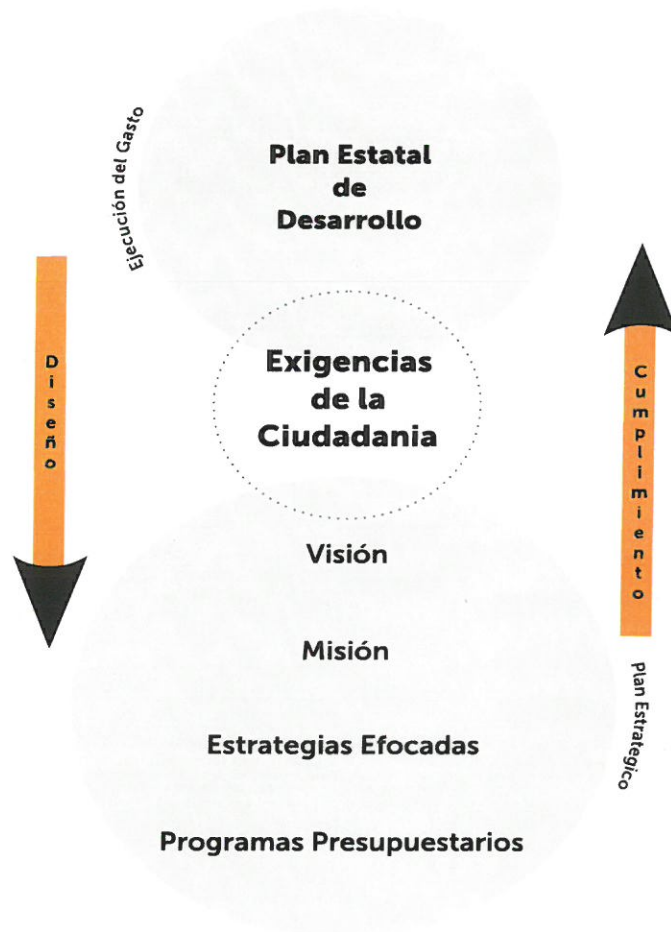 Ejecución del Gasto
Plan Estatal
de
Desarrollo
Diseño
Exigencias
de la
Ciudadania
Cumplimiento
Visión
Misión
Plan Estrategico
Estrategias Efocadas
Programas Presupuestarios